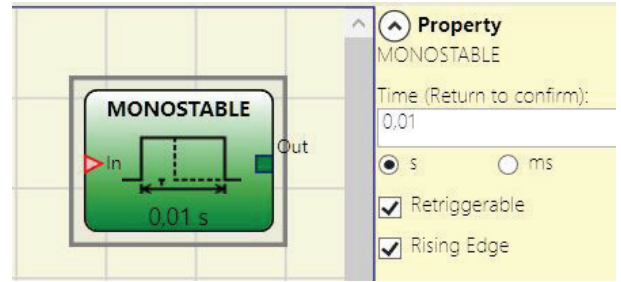 MONOSTABLE
In
Out
0,01 s
Property
MONOSTABLE
Time (Return to confirm):
0,01
s
ms
Retriggerable
Rising Edge